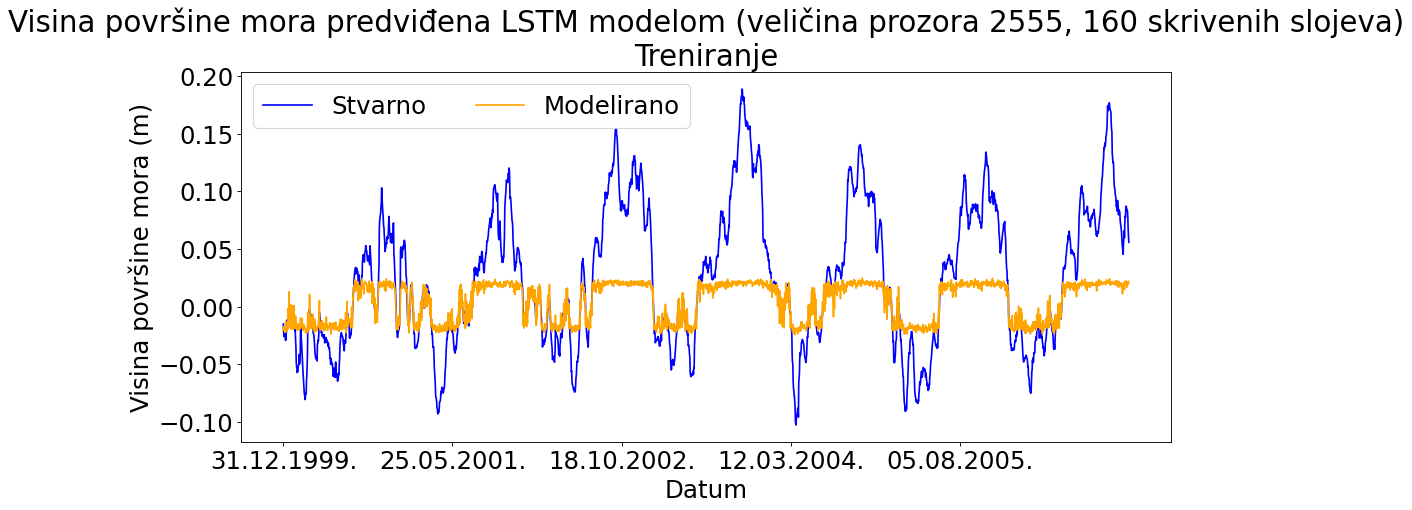 Visina površine mora predviđena LSTM modelom (veličina prozora 2555, 160 skrivenih slojeva)
Treniranje
Stvarno Modelirano
Visina površine mora (m)
0.20
0.15
0.10
0.05
0.00
−0.05
−0.10
31.12.1999. 25.05.2001. 18.10.2002. 12.03.2004. 05.08.2005.
Datum